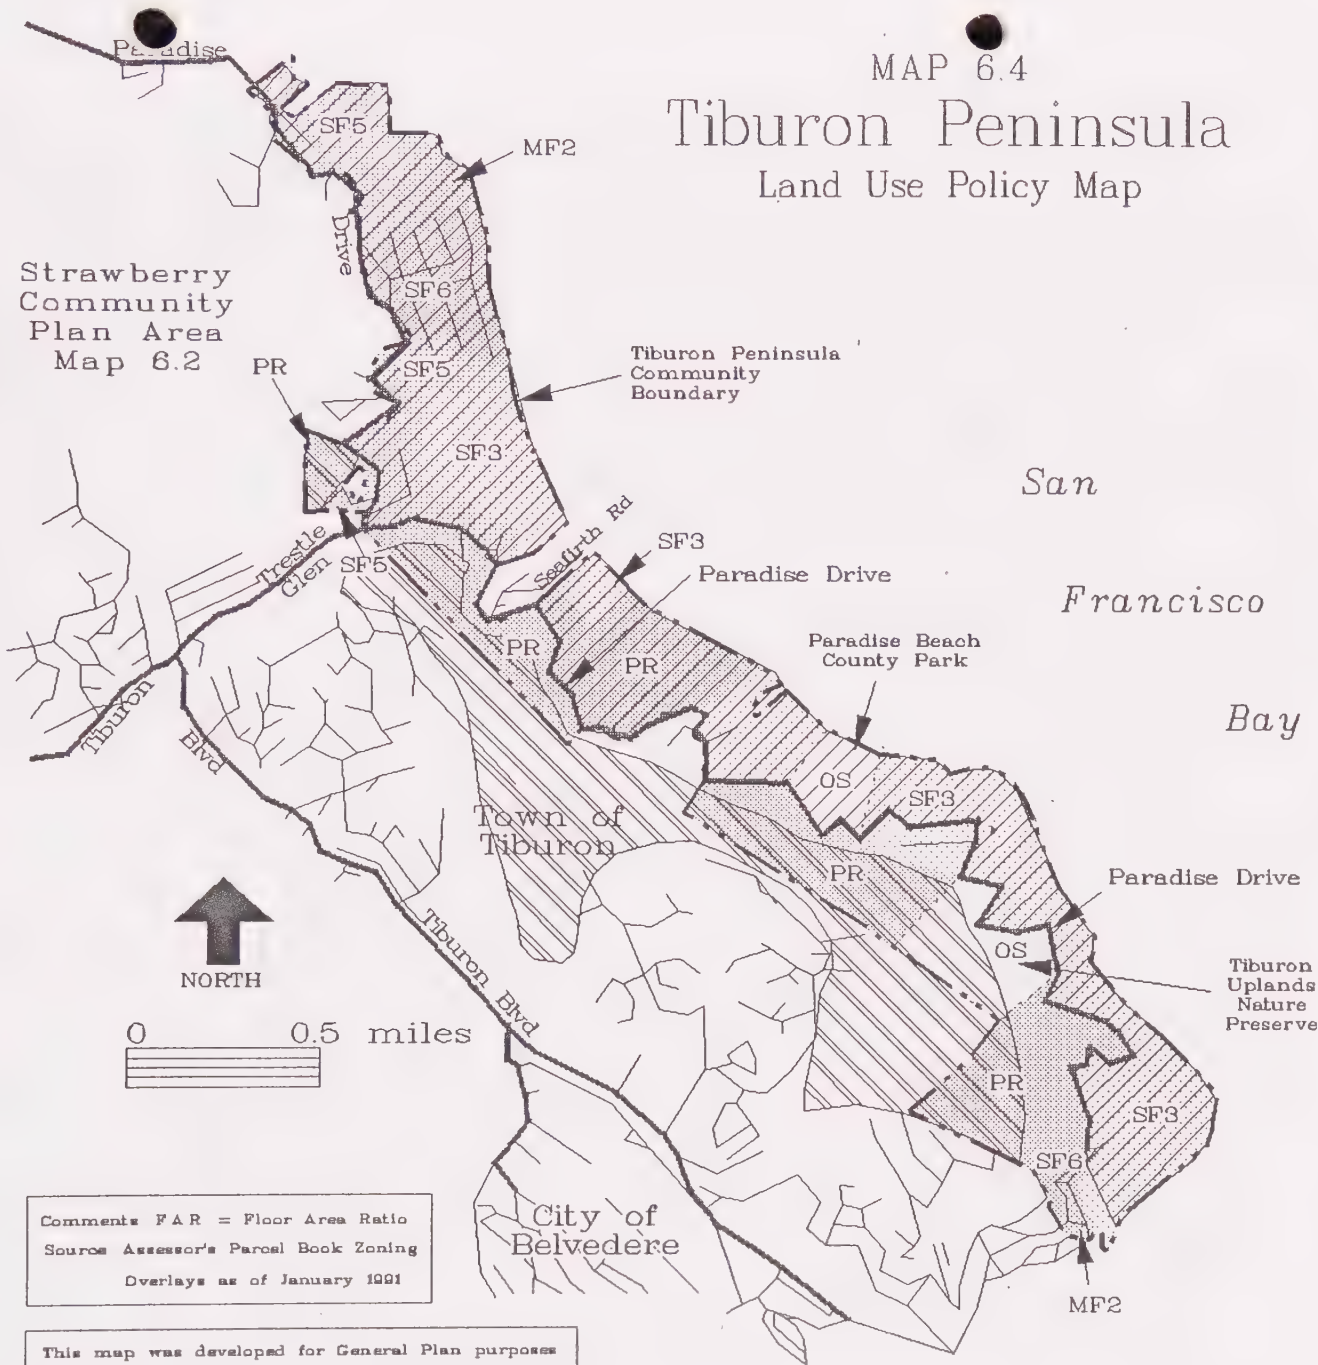 MAP 6.4
Tiburon Peninsula
Land Use Policy Map
Paradise
SF5
MF2
Drive
Strawberry
Community
Plan Area
Map 6.2
SF6
PR
SF5
Tiburon Peninsula
Community
Boundary
SF3
San
Seafirth Rd
Trestle
Glen
SF5
SF3
Paradise Drive
Francisco
PR
PR
Paradise Beach
County Park
Tiburon
Blvd
Bay
OS
SF3
Town of
Tiburon
PR
Paradise Drive
Tiburon Blvd
OS
NORTH
Tiburon
Uplands
Nature
Preserve
0 0.5 miles
PR
SF3
SF6
City of
Belvedere
MF2
Comments FAR = Floor Area Ratio
Source Assessor's Parcel Book Zoning
Overlays as of January 1991
This map was developed for General Plan purposes